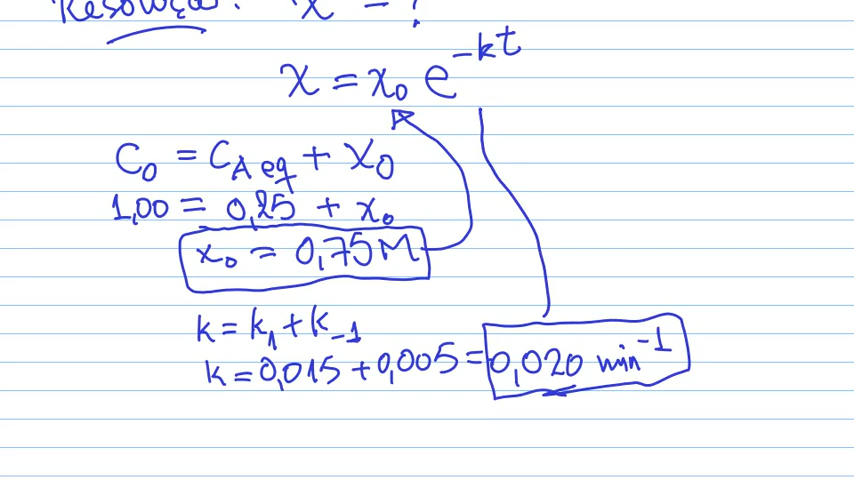 Resolução: x = ?
x = x₀ e^(-kt)
C₀ = C_A eq + x₀
1,00 = 0,25 + x₀
x₀ = 0,75M
k = k₁ + k₋₁
k = 0,015 + 0,005 = 0,020 min⁻¹